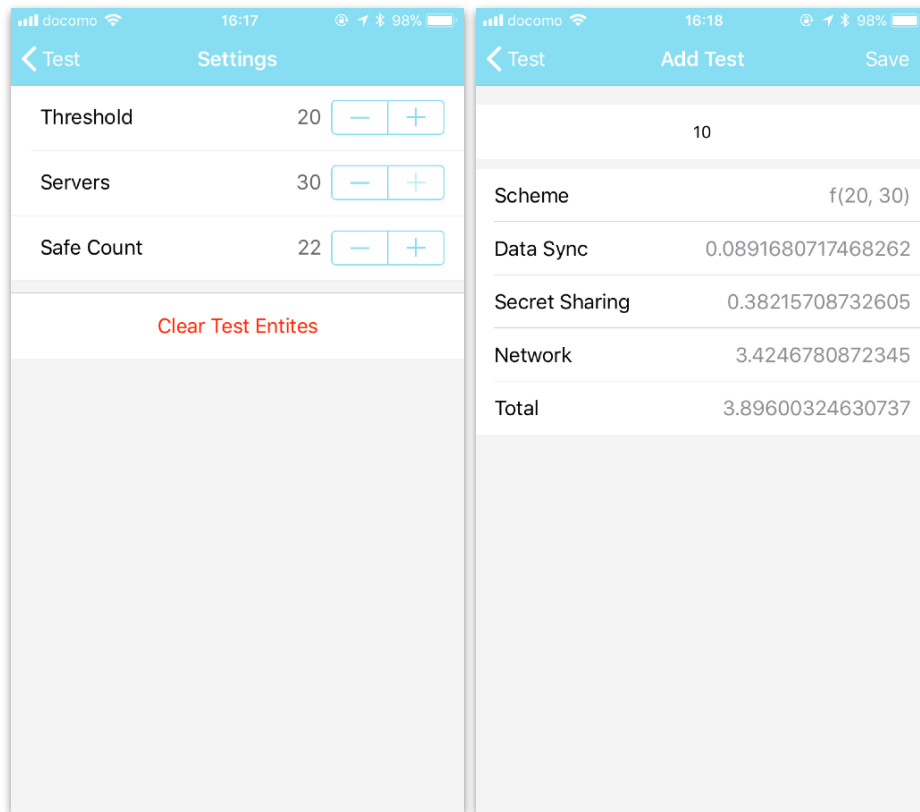 docomo 16:17 98%
Test Settings
Threshold 20
Servers 30
Safe Count 22
Clear Test Entites
docomo 16:18 98%
Test Add Test Save
10
Scheme f(20, 30)
Data Sync 0.0891680717468262
Secret Sharing 0.38215708732605
Network 3.4246780872345
Total 3.89600324630737